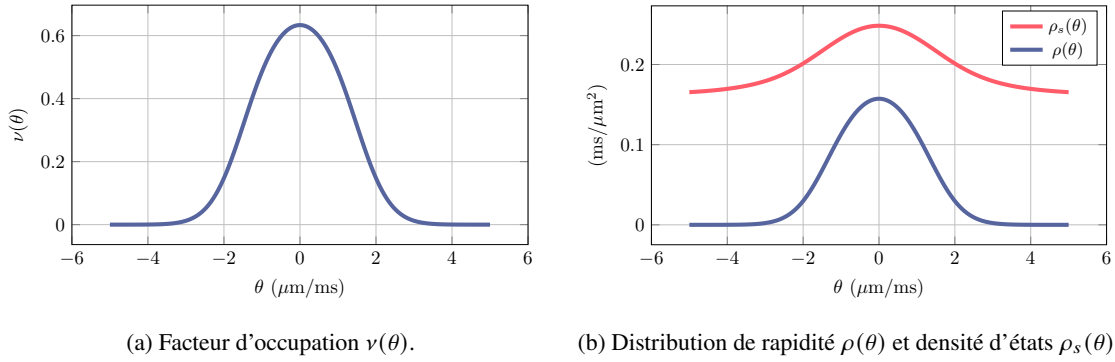 0.6
0.4
0.2
0
ν(θ)
−6 −4 −2 0 2 4 6
θ (μm/ms)
(a) Facteur d'occupation ν(θ).
ρ_s(θ)
ρ(θ)
0.2
0.1
0
(ms/μm²)
−6 −4 −2 0 2 4 6
θ (μm/ms)
(b) Distribution de rapidité ρ(θ) et densité d'états ρ_s(θ)